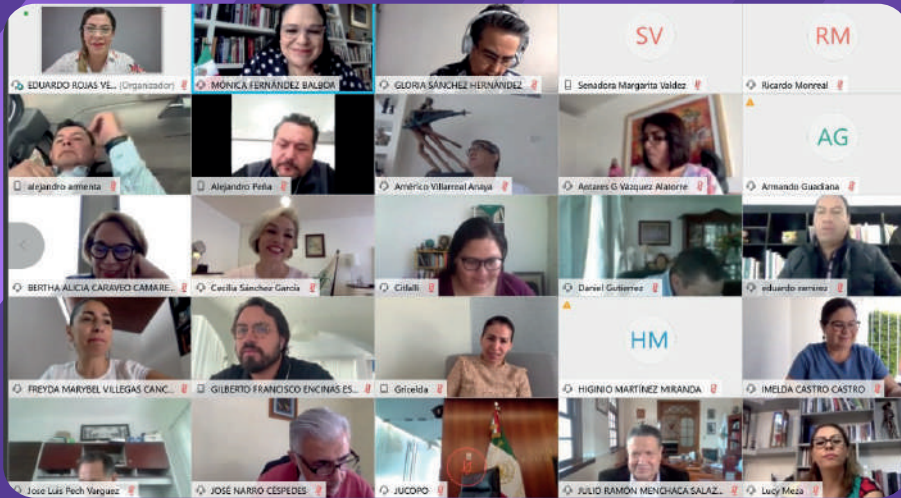 EDUARDO ROJAS VE... (Organizador)
MÓNICA FERNÁNDEZ BALBOA
GLORIA SÁNCHEZ HERNÁNDEZ
SV
Senadora Margarita Valdez
RM
Ricardo Monreal
alejandro armenta
Alejandro Peña
Américo Villarreal Anaya
Antares G Vázquez Alatorre
AG
Armando Guadiana
BERTHA ALICIA CARAVEO CAMARE...
Cecilia Sánchez García
Citlalli
Daniel Gutierrez
eduardo ramirez
FREYDA MARYBEL VILLEGAS CANC...
GILBERTO FRANCISCO ENCINAS ES...
Gricelda
HM
HIGINIO MARTÍNEZ MIRANDA
IMELDA CASTRO CASTRO
Jose Luis Pech Varguez
JOSÉ NARRO CÉSPEDES
JUCOPO
JULIO RAMÓN MENCHACA SALAZ...
Lucy Meza